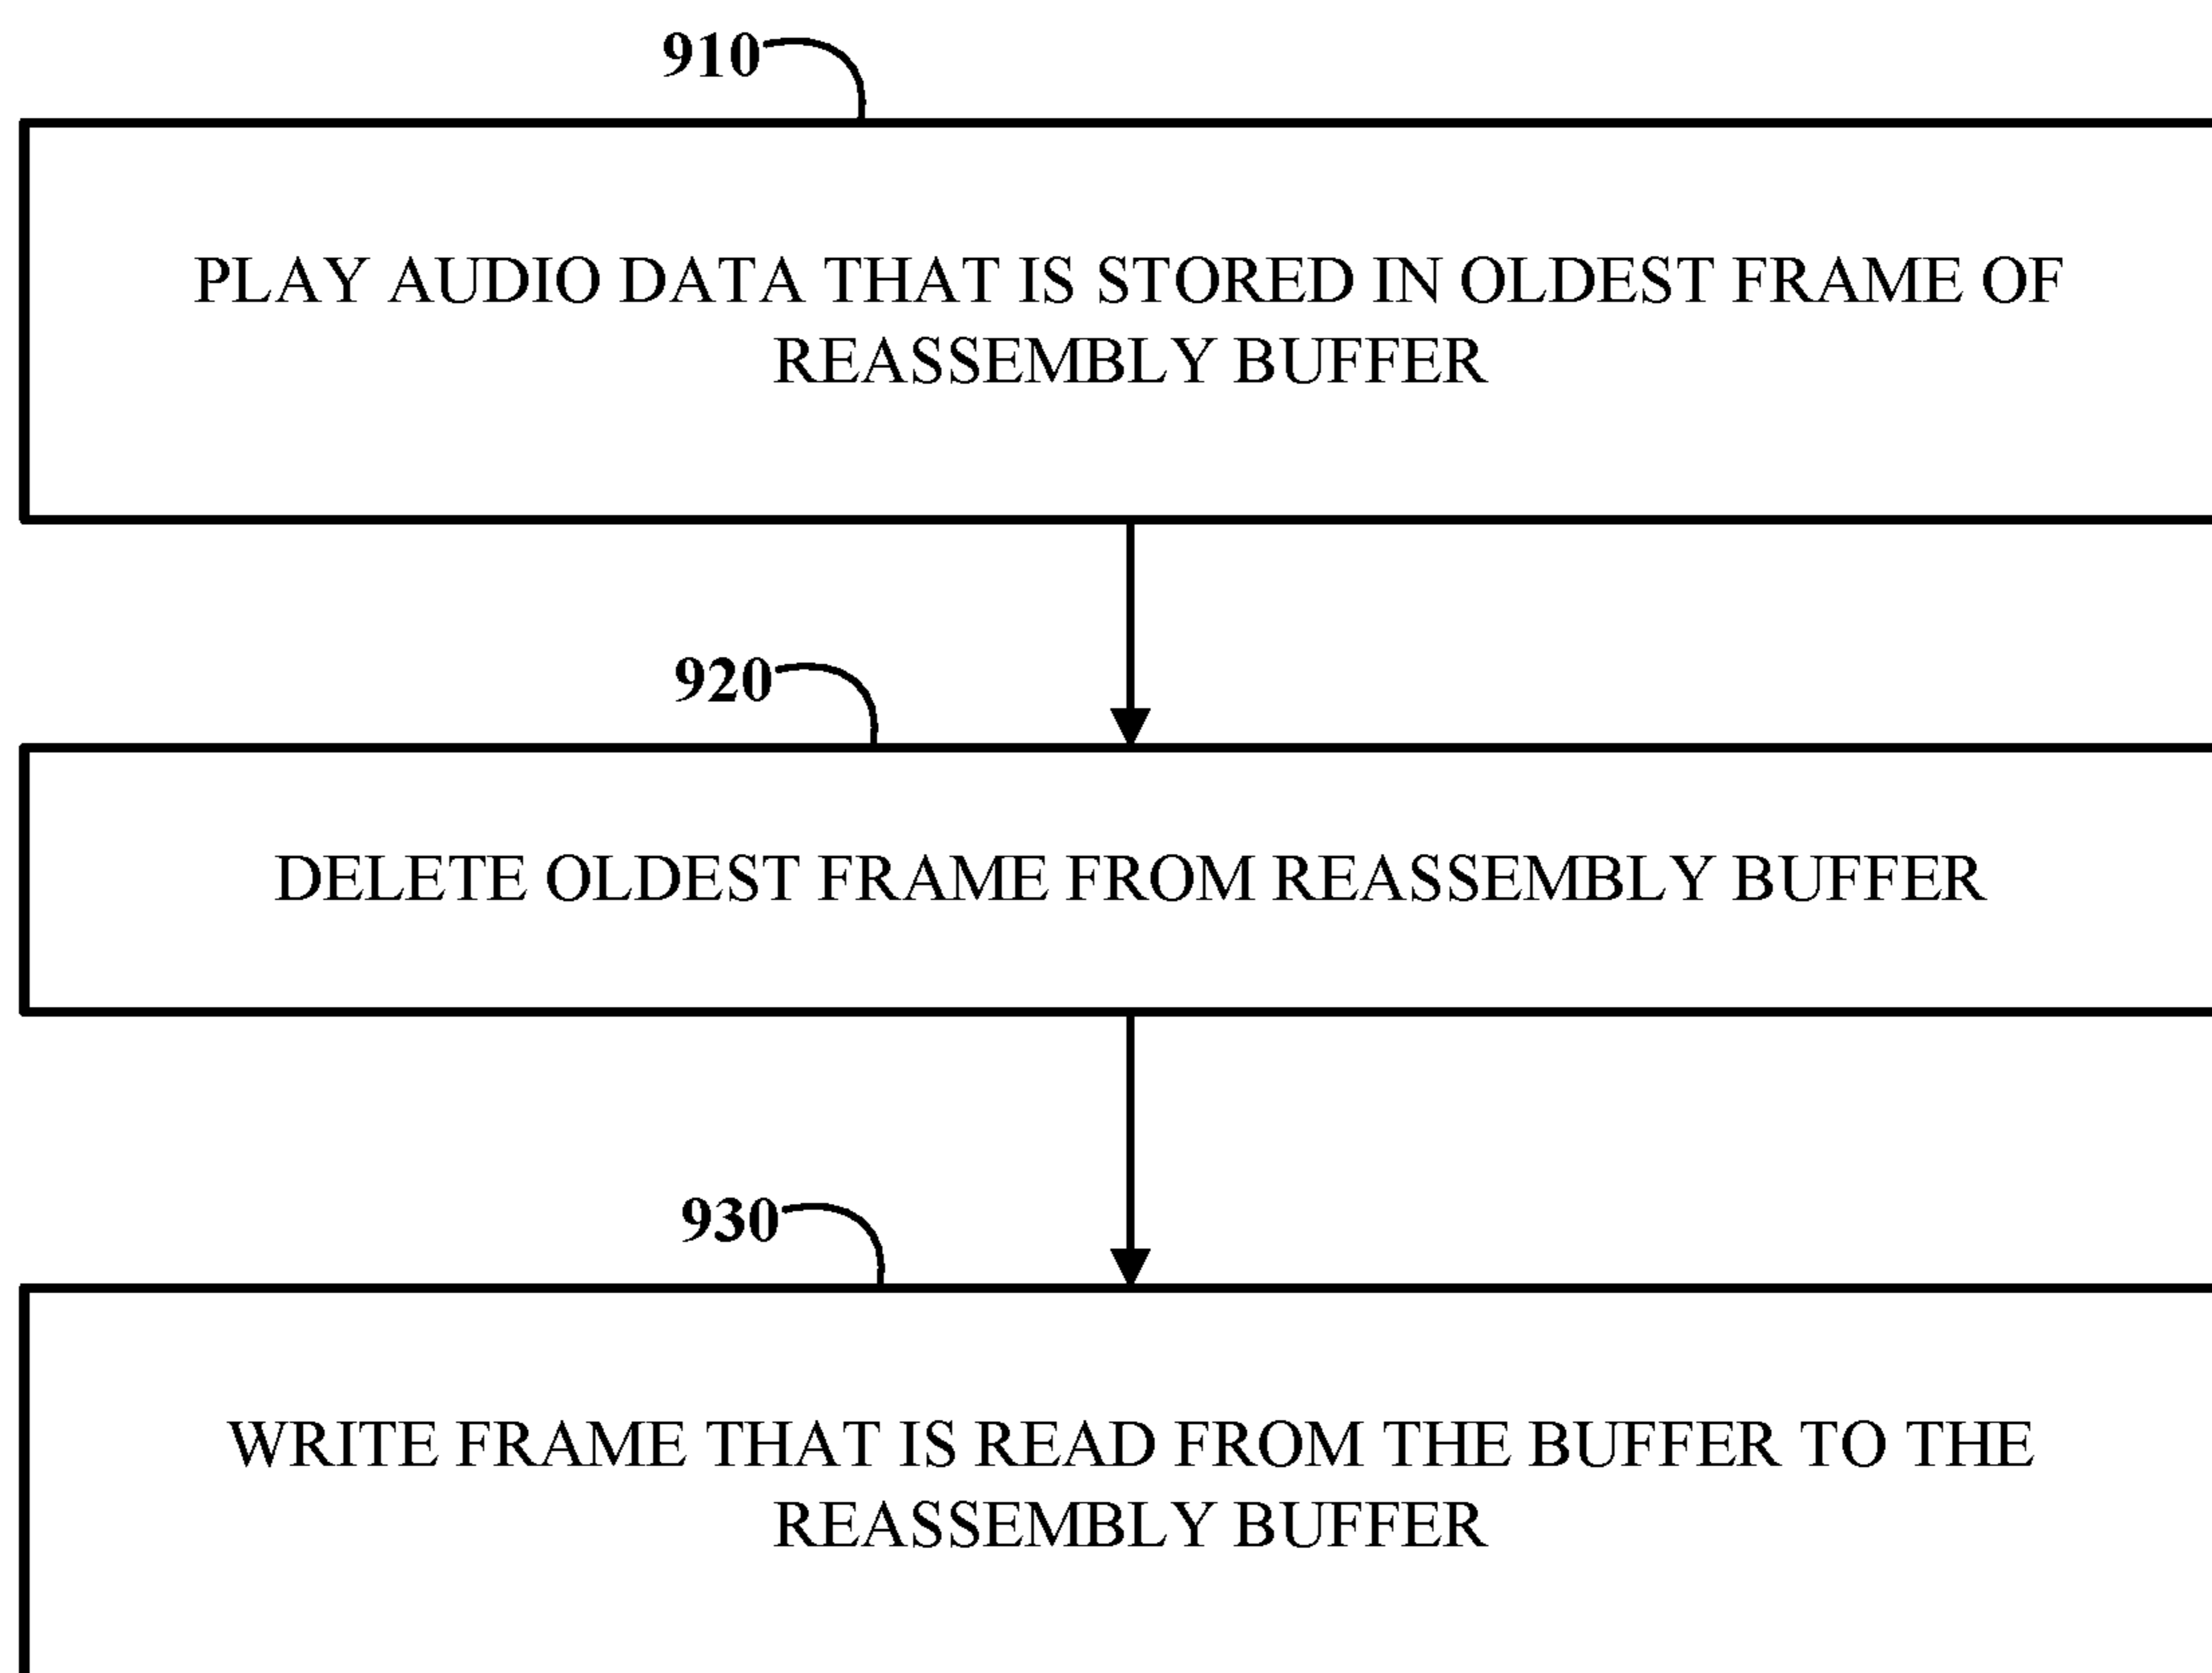 910
PLAY AUDIO DATA THAT IS STORED IN OLDEST FRAME OF
REASSEMBLY BUFFER
920
DELETE OLDEST FRAME FROM REASSEMBLY BUFFER
930
WRITE FRAME THAT IS READ FROM THE BUFFER TO THE
REASSEMBLY BUFFER